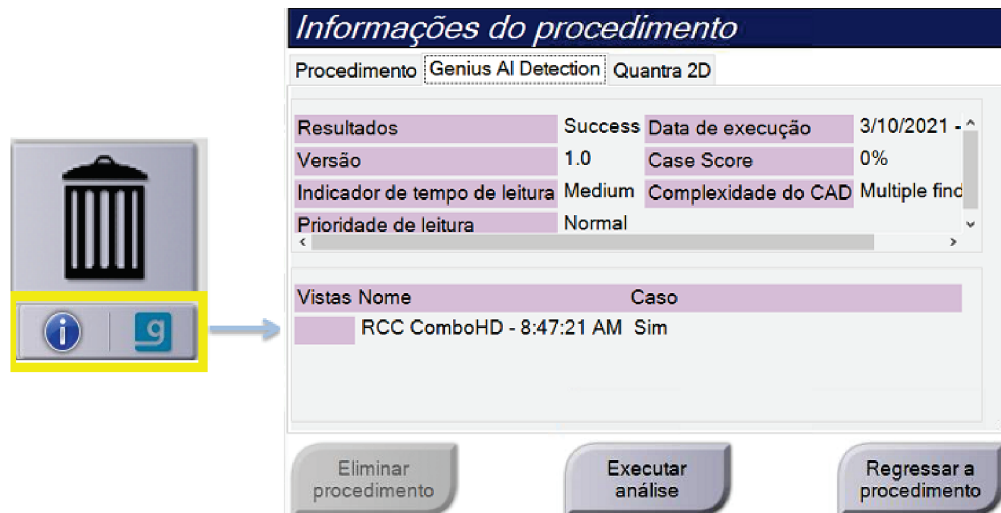 Informações do procedimento
Procedimento Genius AI Detection Quantra 2D
Resultados Success Data de execução 3/10/2021 -
Versão 1.0 Case Score 0%
Indicador de tempo de leitura Medium Complexidade do CAD Multiple find
Prioridade de leitura Normal
Vistas Nome Caso
RCC ComboHD - 8:47:21 AM Sim
i g
Eliminar procedimento
Executar análise
Regressar a procedimento